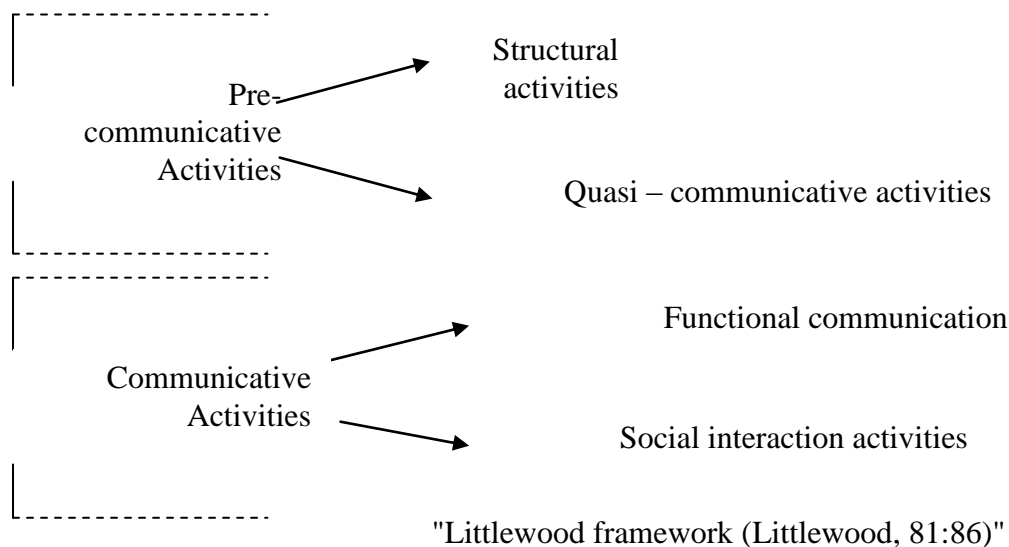 Structural
activities
Pre-
communicative
Activities
Quasi – communicative activities
Functional communication
Communicative
Activities
Social interaction activities
"Littlewood framework (Littlewood, 81:86)"